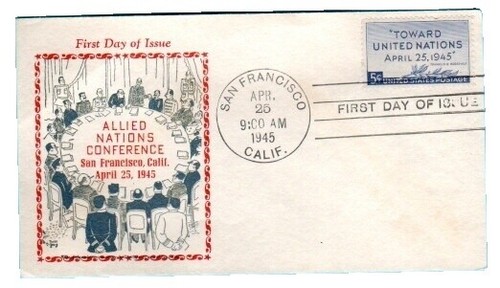 First Day of Issue
ALLIED
NATIONS
CONFERENCE
San Francisco, Calif.
April 25, 1945
SAN FRANCISCO
APR.
25
9:00 AM
1945
CALIF.
"TOWARD
UNITED NATIONS
APRIL 25, 1945"
5¢ UNITED STATES POSTAGE
FIRST DAY OF ISSUE